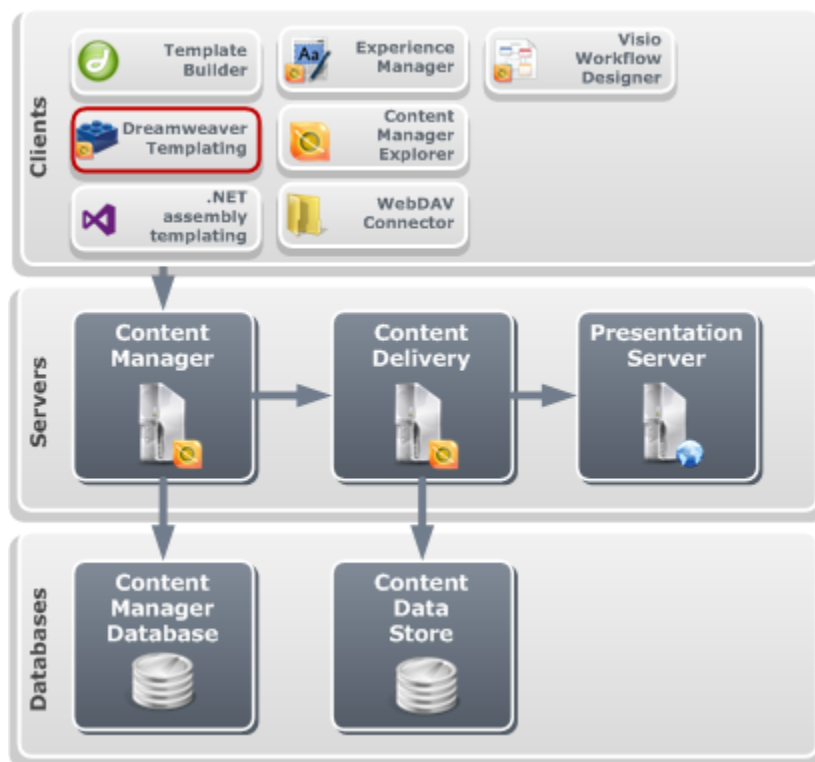 Clients
Template
Builder
Experience
Manager
Visio
Workflow
Designer
Dreamweaver
Templating
Content
Manager
Explorer
.NET
assembly
templating
WebDAV
Connector
Servers
Content
Manager
Content
Delivery
Presentation
Server
Databases
Content
Manager
Database
Content
Data
Store